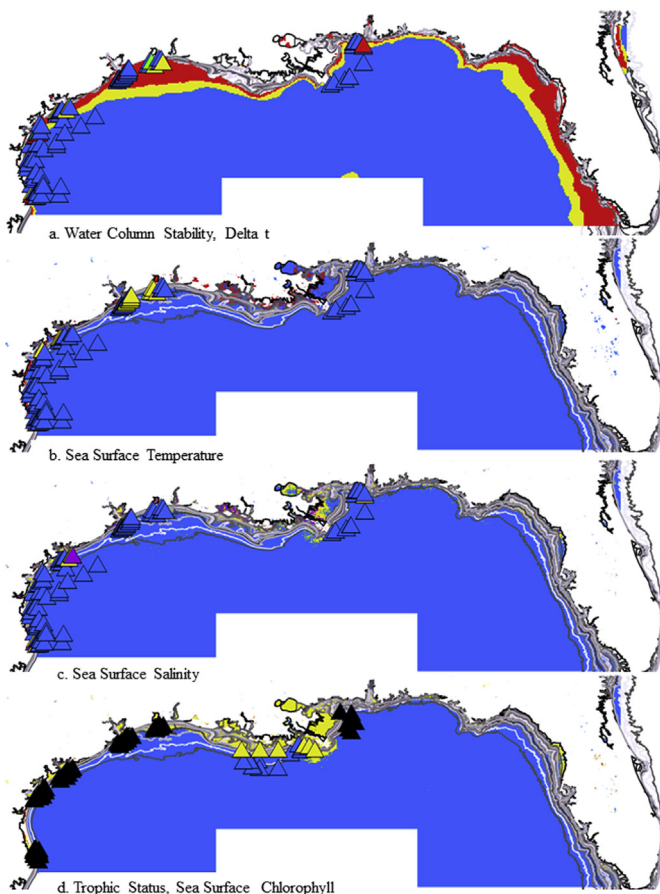 a. Water Column Stability, Delta t
b. Sea Surface Temperature
c. Sea Surface Salinity
d. Trophic Status, Sea Surface Chlorophyll